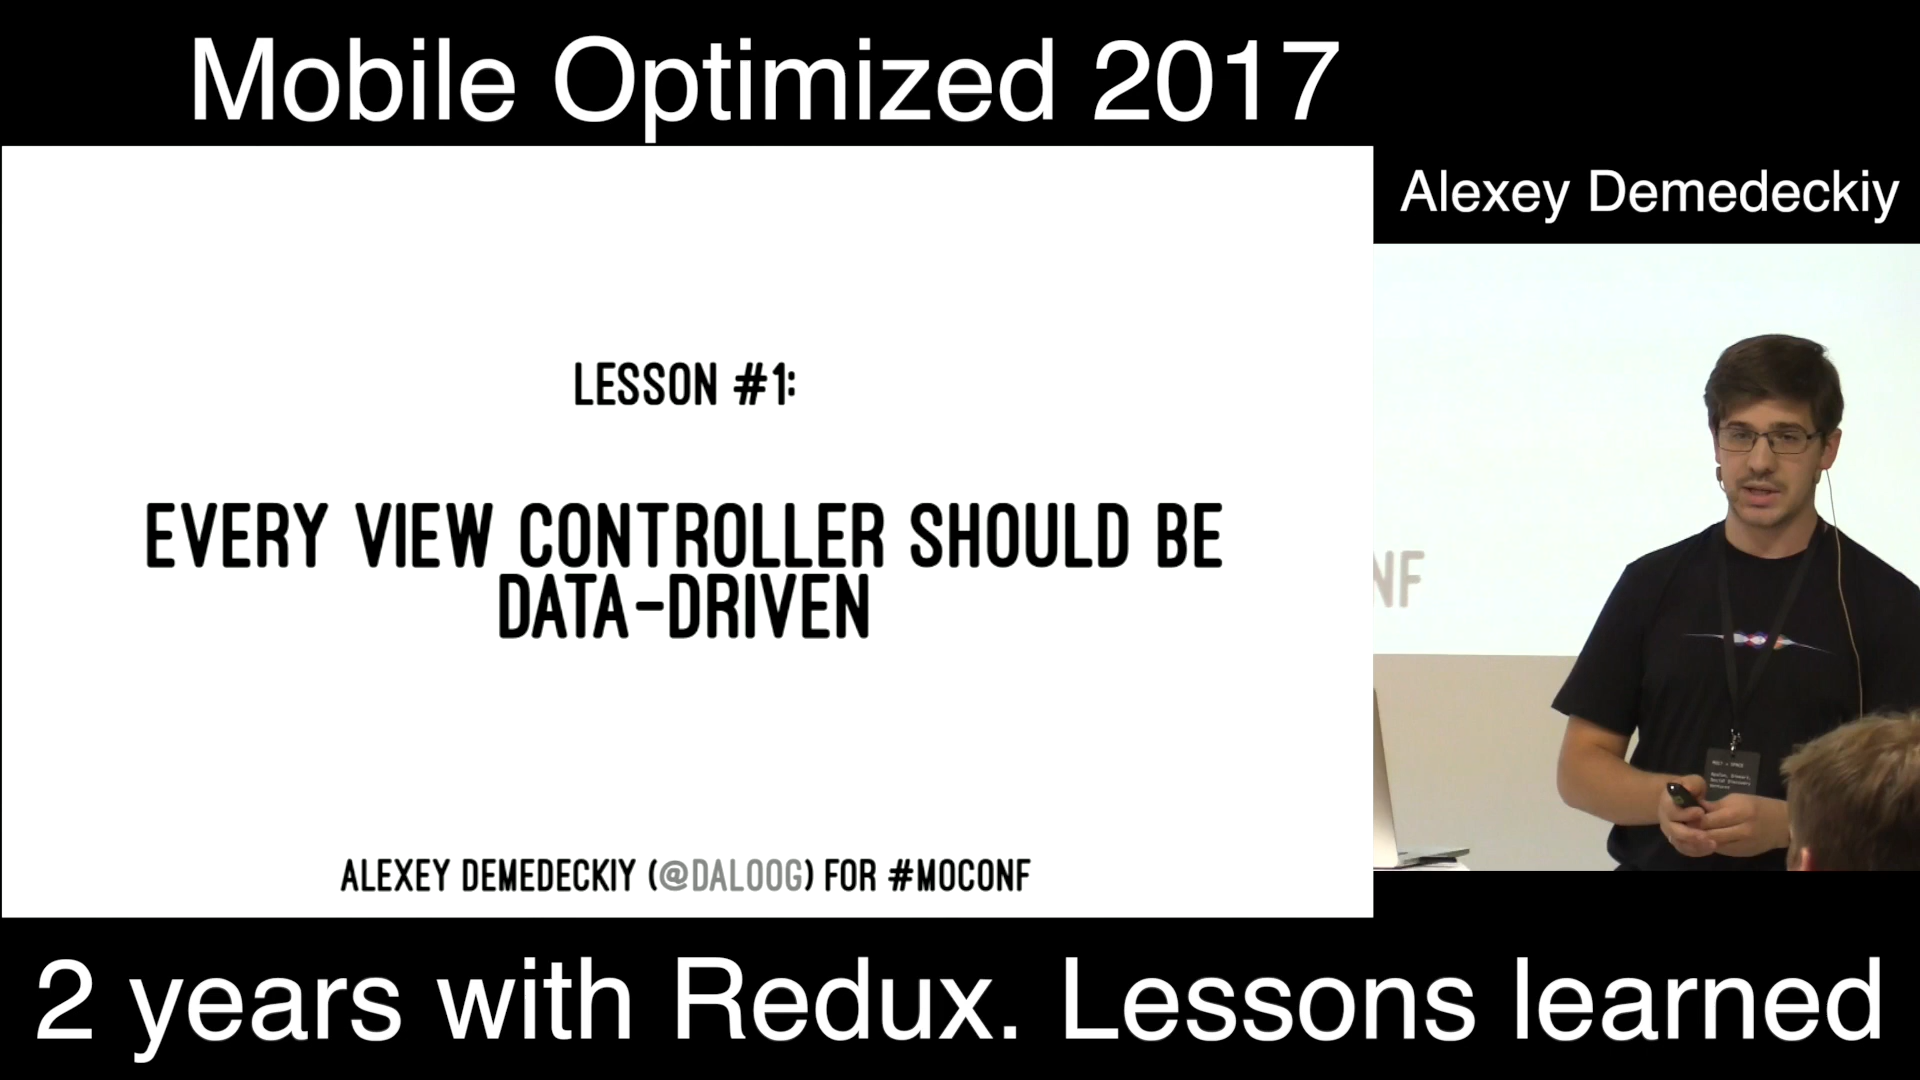 Mobile Optimized 2017
Alexey Demedeckiy
LESSON #1:
EVERY VIEW CONTROLLER SHOULD BE
DATA-DRIVEN
ALEXEY DEMEDECKIY (@DALOOG) FOR #MOCONF
NF
2 years with Redux. Lessons learned